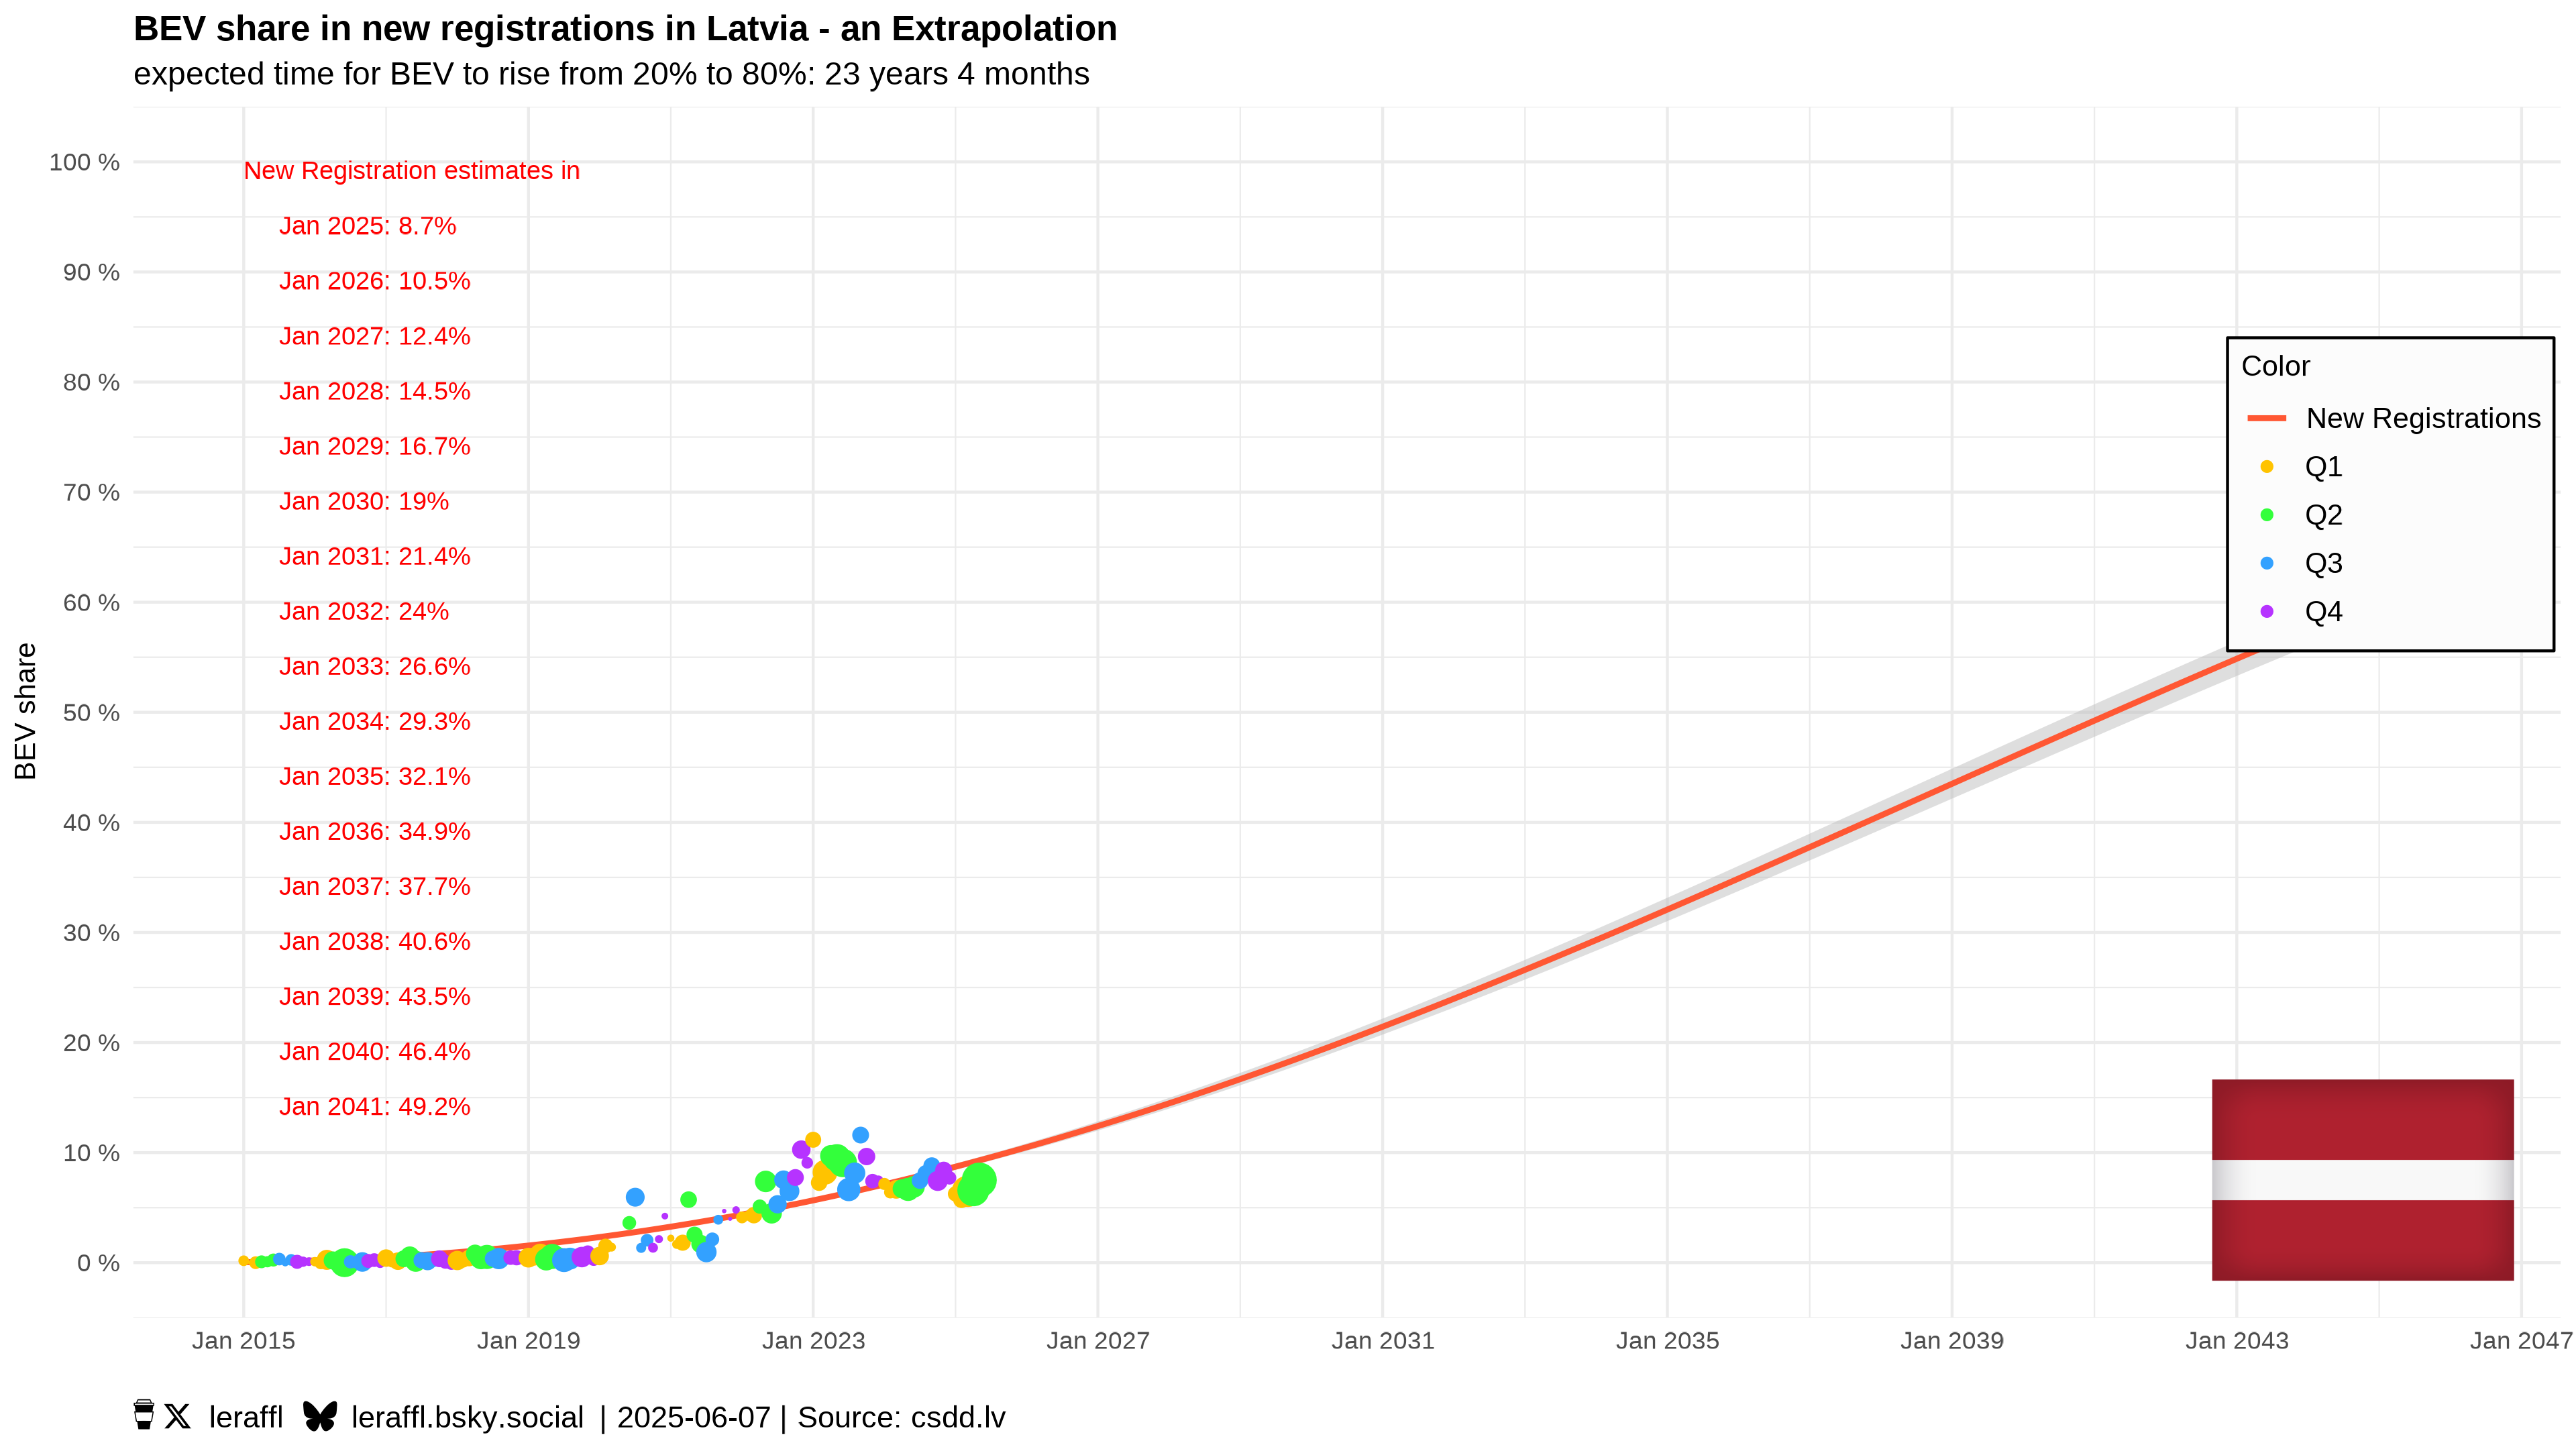 BEV share in new registrations in Latvia - an Extrapolation
expected time for BEV to rise from 20% to 80%: 23 years 4 months
BEV share
100 %
90 %
80 %
70 %
60 %
50 %
40 %
30 %
20 %
10 %
0 %
New Registration estimates in
Jan 2025: 8.7%
Jan 2026: 10.5%
Jan 2027: 12.4%
Jan 2028: 14.5%
Jan 2029: 16.7%
Jan 2030: 19%
Jan 2031: 21.4%
Jan 2032: 24%
Jan 2033: 26.6%
Jan 2034: 29.3%
Jan 2035: 32.1%
Jan 2036: 34.9%
Jan 2037: 37.7%
Jan 2038: 40.6%
Jan 2039: 43.5%
Jan 2040: 46.4%
Jan 2041: 49.2%
Color
New Registrations
Q1
Q2
Q3
Q4
Jan 2015 Jan 2019 Jan 2023 Jan 2027 Jan 2031 Jan 2035 Jan 2039 Jan 2043 Jan 2047
leraffl leraffl.bsky.social | 2025-06-07 | Source: csdd.lv